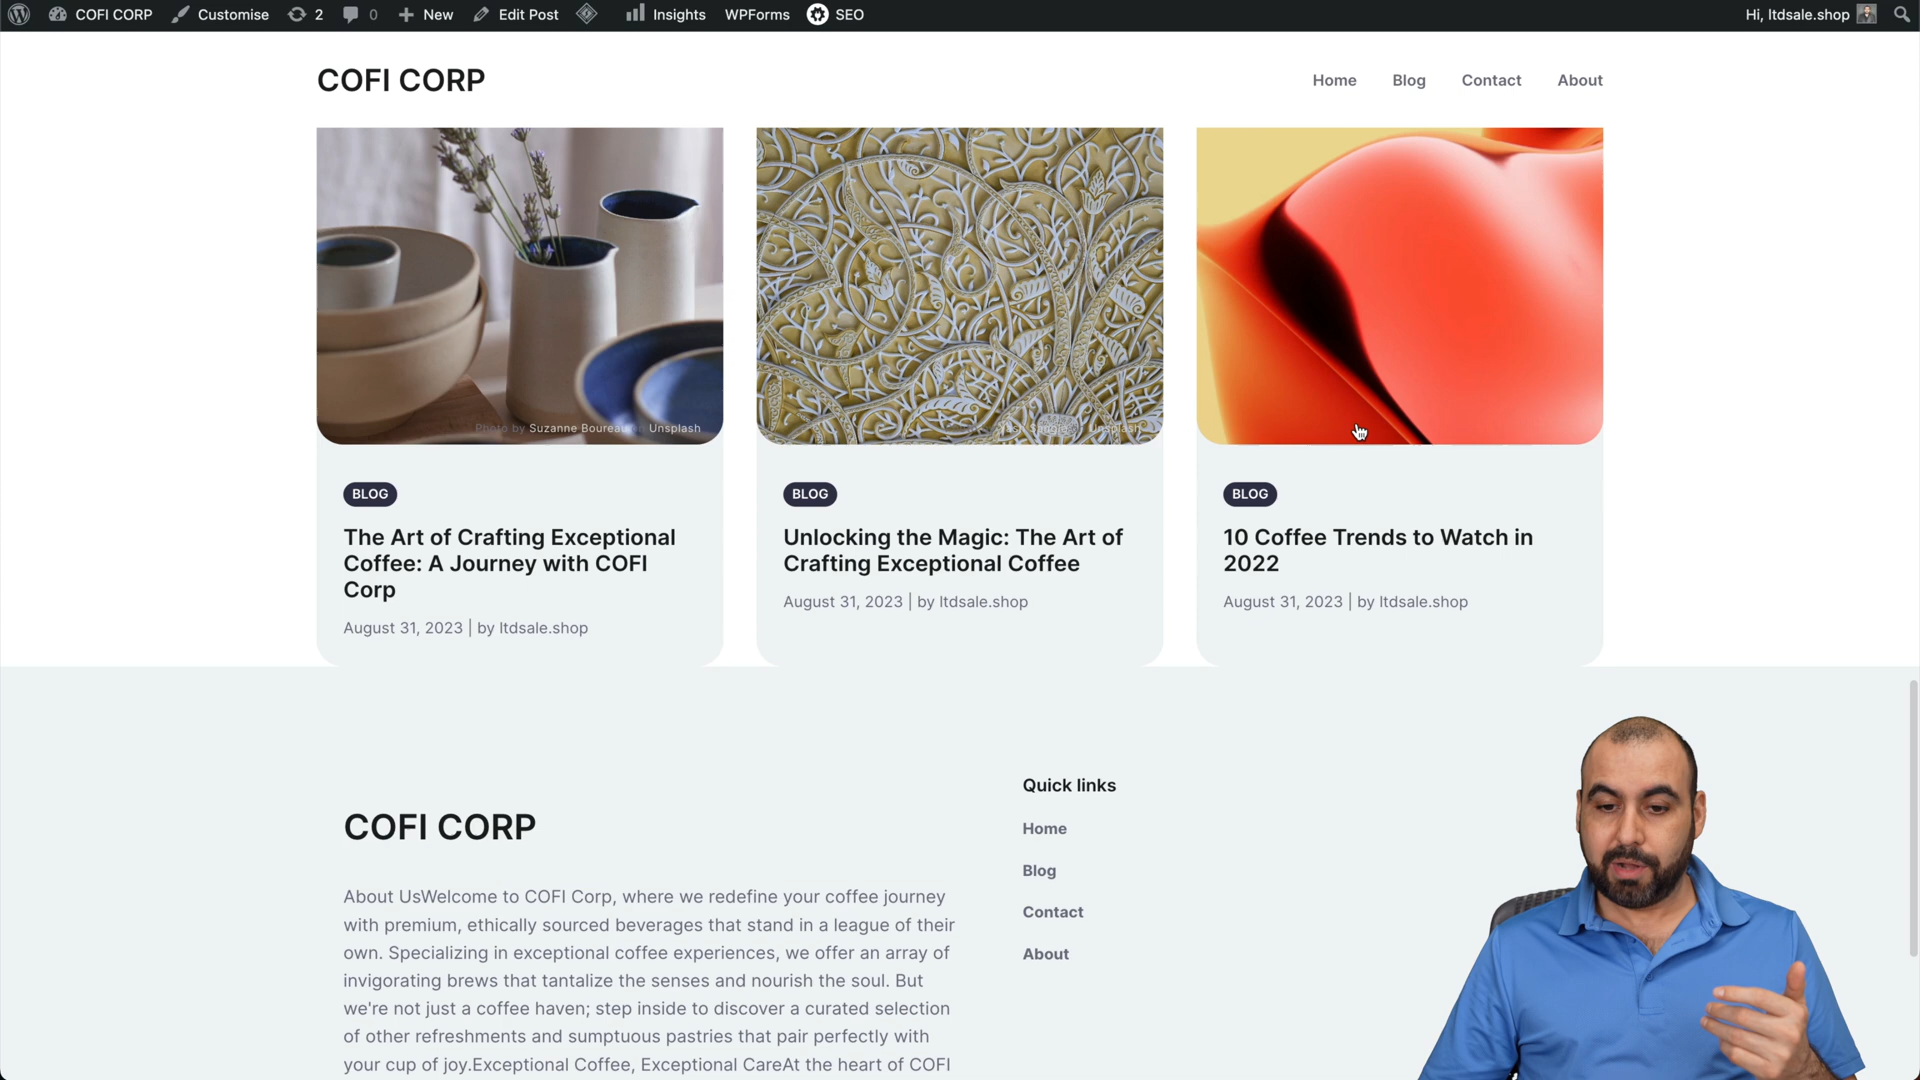 COFI CORP Customise 2 0 New Edit Post Insights WPForms SEO Hi, ltdsale.shop
COFI CORP
Home Blog Contact About
Photo by Suzanne Boureau Unsplash
Unsplash
BLOG
The Art of Crafting Exceptional
Coffee: A Journey with COFI
Corp
August 31, 2023 | by ltdsale.shop
BLOG
Unlocking the Magic: The Art of
Crafting Exceptional Coffee
August 31, 2023 | by ltdsale.shop
BLOG
10 Coffee Trends to Watch in
2022
August 31, 2023 | by ltdsale.shop
COFI CORP
About UsWelcome to COFI Corp, where we redefine your coffee journey
with premium, ethically sourced beverages that stand in a league of their
own. Specializing in exceptional coffee experiences, we offer an array of
invigorating brews that tantalize the senses and nourish the soul. But
we're not just a coffee haven; step inside to discover a curated selection
of other refreshments and sumptuous pastries that pair perfectly with
your cup of joy.Exceptional Coffee, Exceptional CareAt the heart of COFI
Quick links
Home
Blog
Contact
About